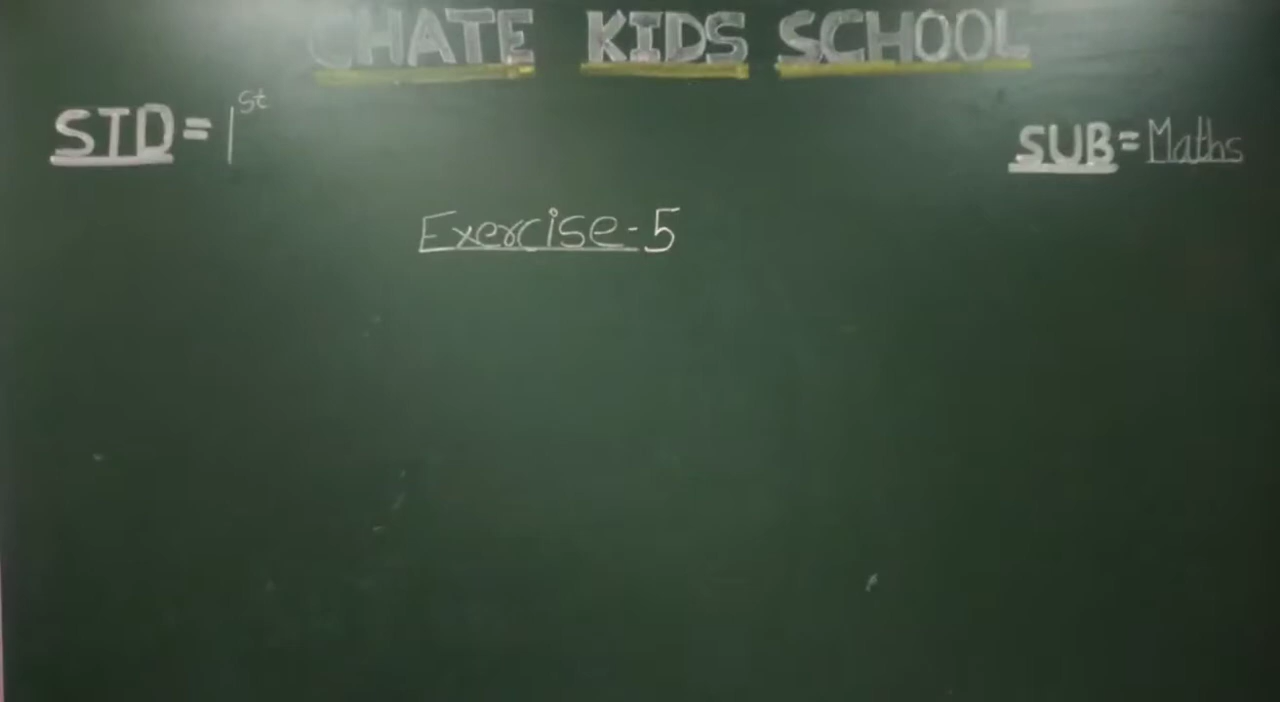 CHATE KIDS SCHOOL
STD = 1st
SUB = Maths
Exercise-5